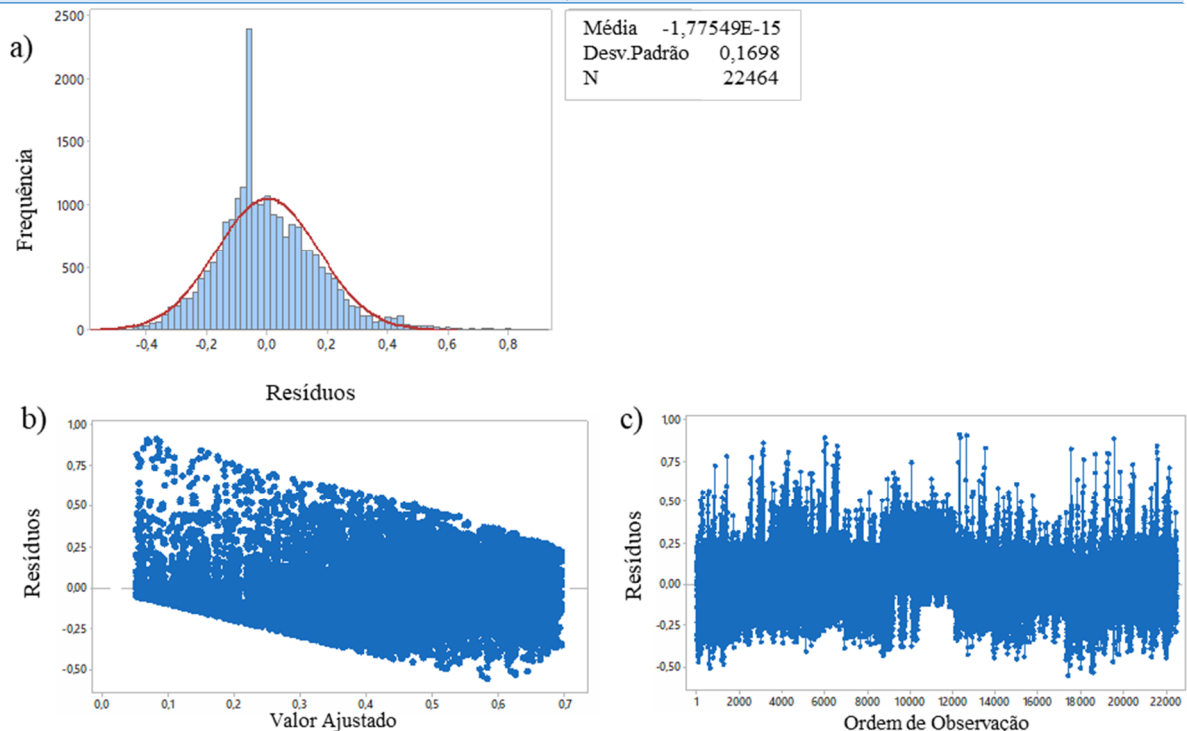 a)
2500
2000
1500
1000
500
0
Frequência
-0,4 -0,2 0,0 0,2 0,4 0,6 0,8
Resíduos
Média -1,77549E-15
Desv.Padrão 0,1698
N 22464
b)
1,00
0,75
0,50
0,25
0,00
-0,25
-0,50
Resíduos
0,0 0,1 0,2 0,3 0,4 0,5 0,6 0,7
Valor Ajustado
c)
1,00
0,75
0,50
0,25
0,00
-0,25
-0,50
Resíduos
1 2000 4000 6000 8000 10000 12000 14000 16000 18000 20000 22000
Ordem de Observação